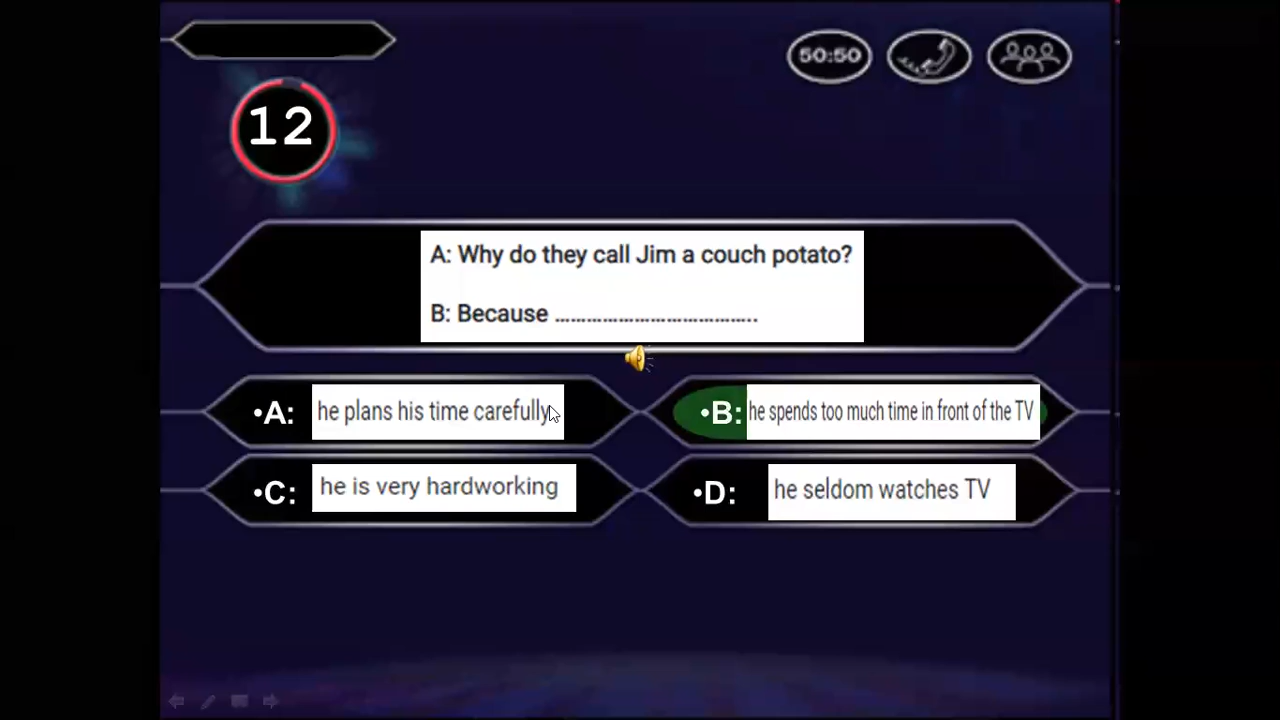 50:50
12
A: Why do they call Jim a couch potato?
B: Because ........................................
•A: he plans his time carefully
•B: he spends too much time in front of the TV
•C: he is very hardworking
•D: he seldom watches TV